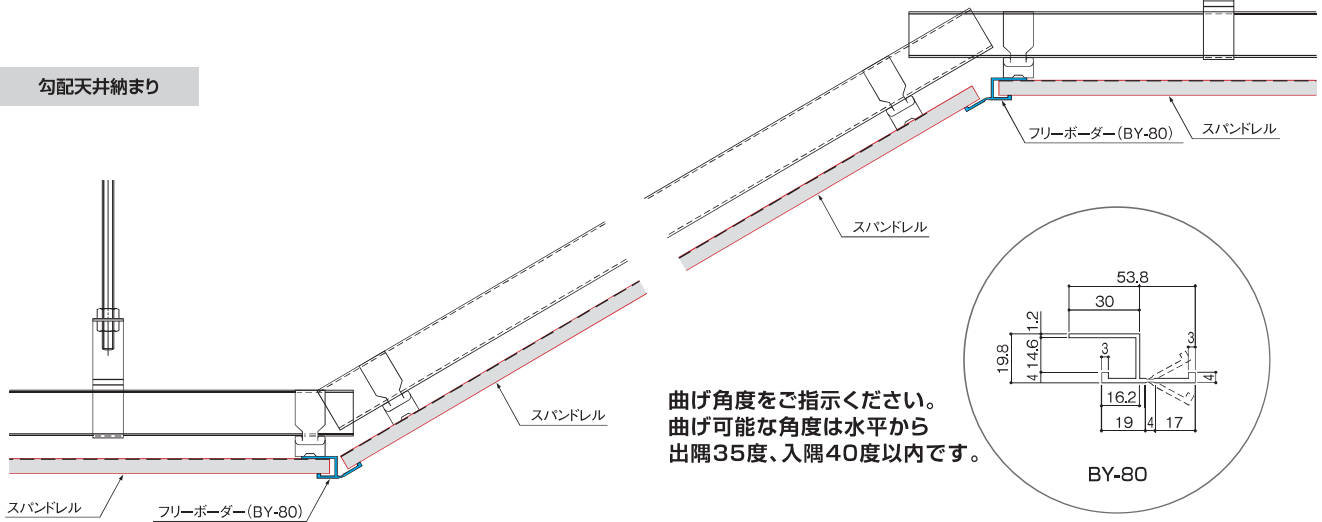 勾配天井納まり
フリーボーダー（BY-80）
スパンドレル
スパンドレル
スパンドレル
スパンドレル
フリーボーダー（BY-80）
曲げ角度をご指示ください。
曲げ可能な角度は水平から
出隅35度、入隅40度以内です。
53.8
30
1.2
19.8
14.6
4
3
3
4
16.2
19
4
17
BY-80